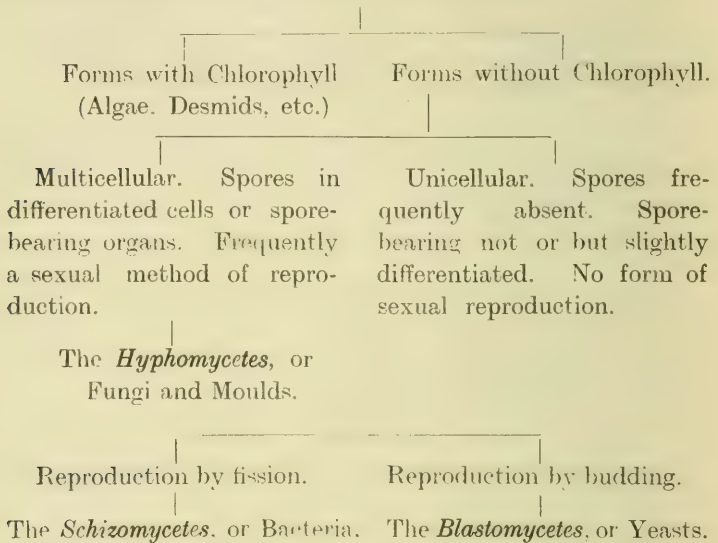 Forms with Chlorophyll
(Algae. Desmids, etc.)
Forms without Chlorophyll.
Multicellular. Spores in
differentiated cells or spore-
bearing organs. Frequently
a sexual method of repro-
duction.
Unicellular. Spores fre-
quently absent. Spore-
bearing not or but slightly
differentiated. No form of
sexual reproduction.
The Hyphomycetes, or
Fungi and Moulds.
Reproduction by fission.
Reproduction by budding.
The Schizomycetes. or Bacteria.
The Blastomycetes, or Yeasts.